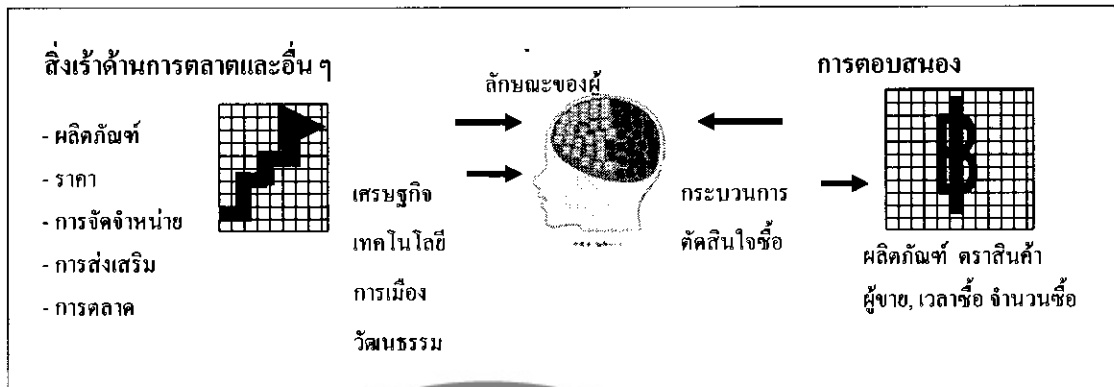 สิ่งเร้าด้านการตลาดและอื่น ๆ
- ผลิตภัณฑ์
- ราคา
- การจัดจำหน่าย
- การส่งเสริม
- การตลาด
เศรษฐกิจ
เทคโนโลยี
การเมือง
วัฒนธรรม
ลักษณะของผู้
กระบวนการ
ตัดสินใจซื้อ
การตอบสนอง
ผลิตภัณฑ์ ตราสินค้า
ผู้ขาย, เวลาซื้อ จำนวนซื้อ